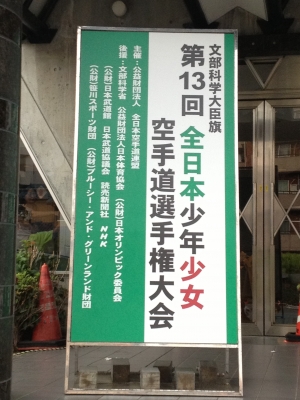 文部科学大臣旗
第13回 全日本少年少女
空手道選手権大会
主催:公益財団法人 全日本空手道連盟
後援:文部科学省 公益財団法人日本体育協会 (公財)日本オリンピック委員会
(公財)日本武道館 日本武道協議会 読売新聞社 NHK
(公財)笹川スポーツ財団 (公財)ブルーシー・アンド・グリーンランド財団